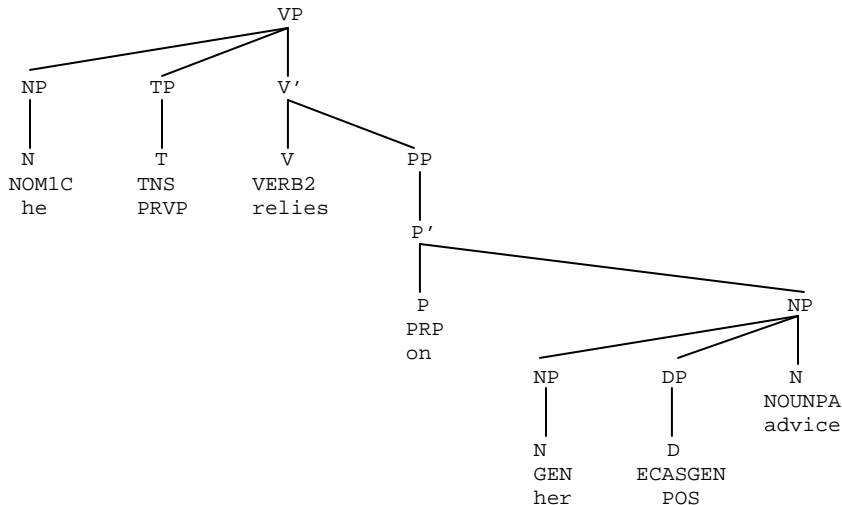 VP
NP TP V’
N T V PP
NOM1C TNS VERB2
he PRVP relies
P’
P NP
PRP
on
NP DP N
NOUNPA
advice
N D
GEN ECASGEN
her POS